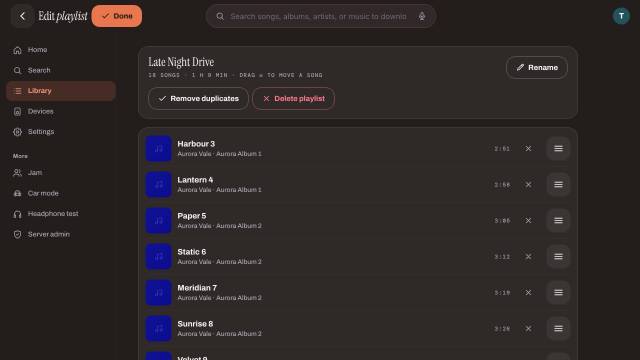 Edit playlist
Done
Search songs, albums, artists, or music to downlo
T
Home
Search
Library
Devices
Settings
More
Jam
Car mode
Headphone test
Server admin
Late Night Drive
18 SONGS · 1 H 0 MIN · DRAG ≡ TO MOVE A SONG
Rename
Remove duplicates
Delete playlist
Harbour 3
Aurora Vale · Aurora Album 1
2:51
Lantern 4
Aurora Vale · Aurora Album 1
2:58
Paper 5
Aurora Vale · Aurora Album 2
3:05
Static 6
Aurora Vale · Aurora Album 2
3:12
Meridian 7
Aurora Vale · Aurora Album 2
3:19
Sunrise 8
Aurora Vale · Aurora Album 2
3:26
Velvet 9